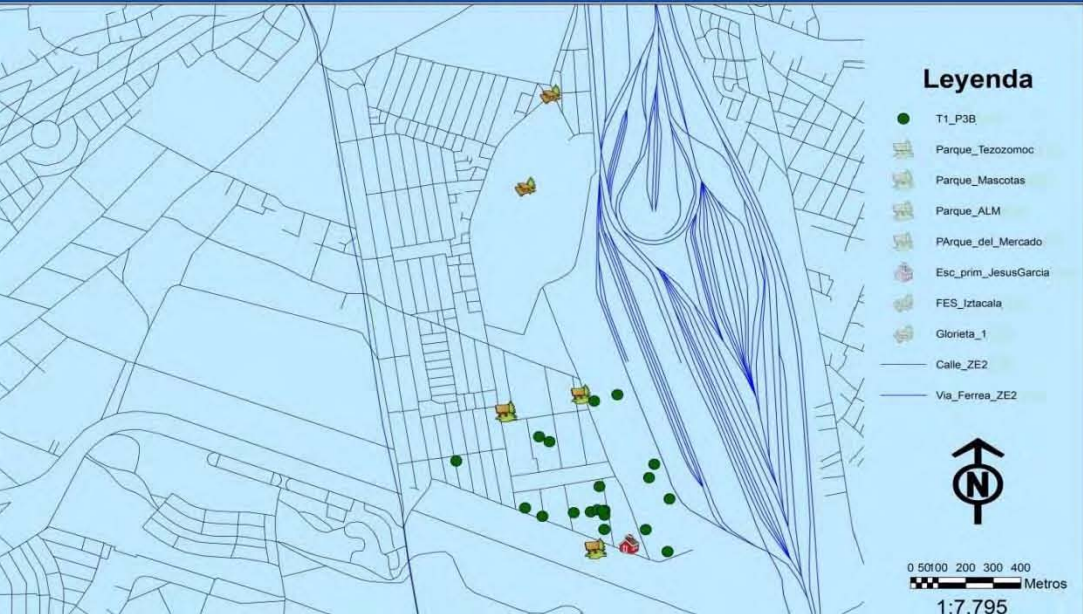 Leyenda
T1_P3B
Parque_Tezozomoc
Parque_Mascotas
Parque_ALM
PArque_del_Mercado
Esc_prim_JesusGarcia
FES_Iztacala
Glorieta_1
Calle_ZE2
Via_Ferrea_ZE2
N
0 50100 200 300 400
Metros
1:7,795